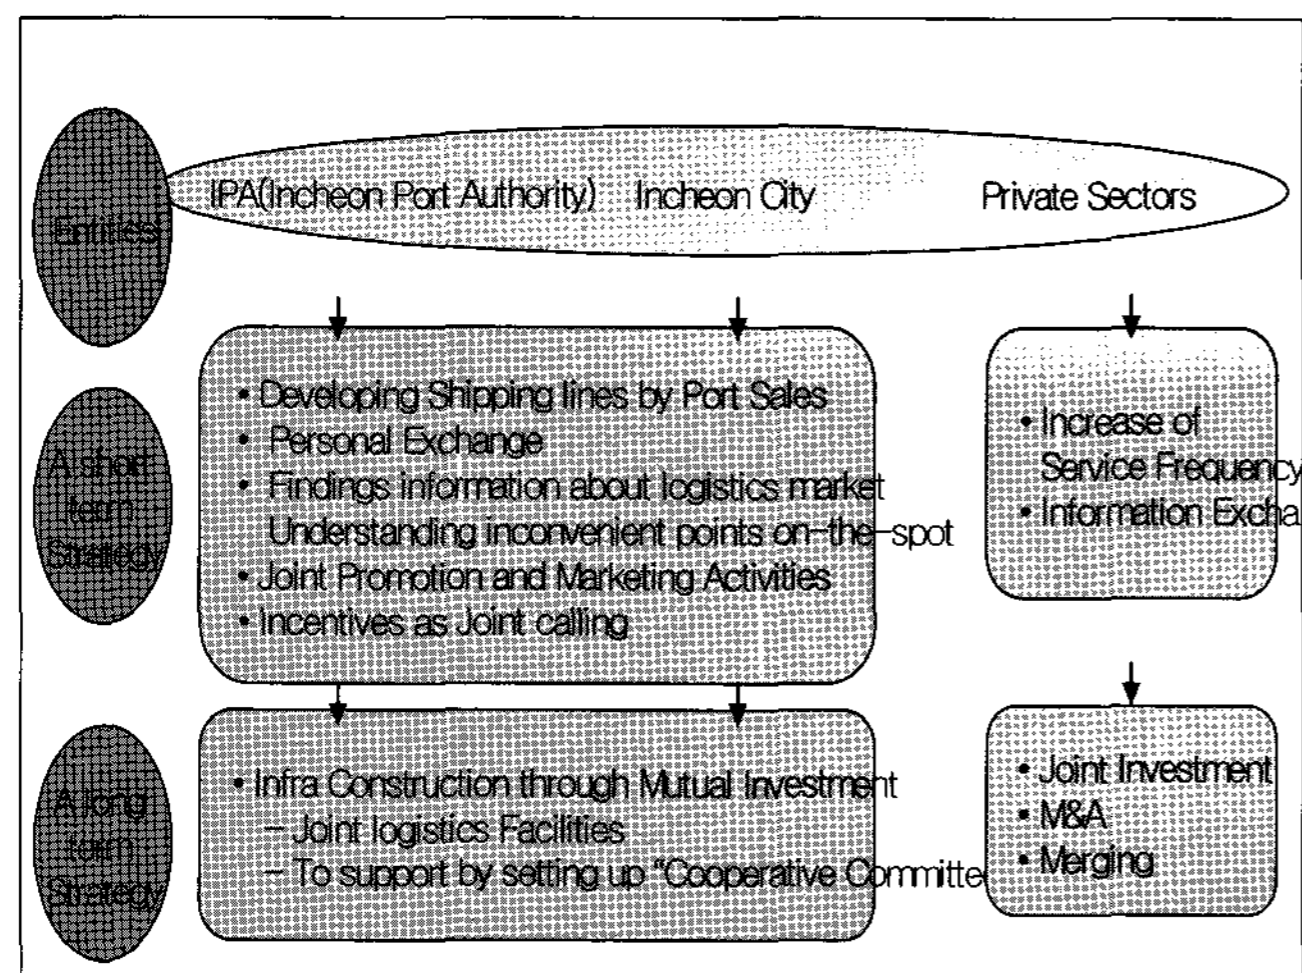 Entities
IPA(Incheon Port Authority) Incheon City Private Sectors
A short
term
Strategy
• Developing Shipping lines by Port Sales
• Personal Exchange
• Findings information about logistics market
Understanding inconvenient points on-the-spot
• Joint Promotion and Marketing Activities
• Incentives as Joint calling
• Increase of
Service Frequency
• Information Excha
A long
term
Strategy
• Infra Construction through Mutual Investment
– Joint logistics Facilities
– To support by setting up “Cooperative Committe
• Joint Investment
• M&A
• Merging